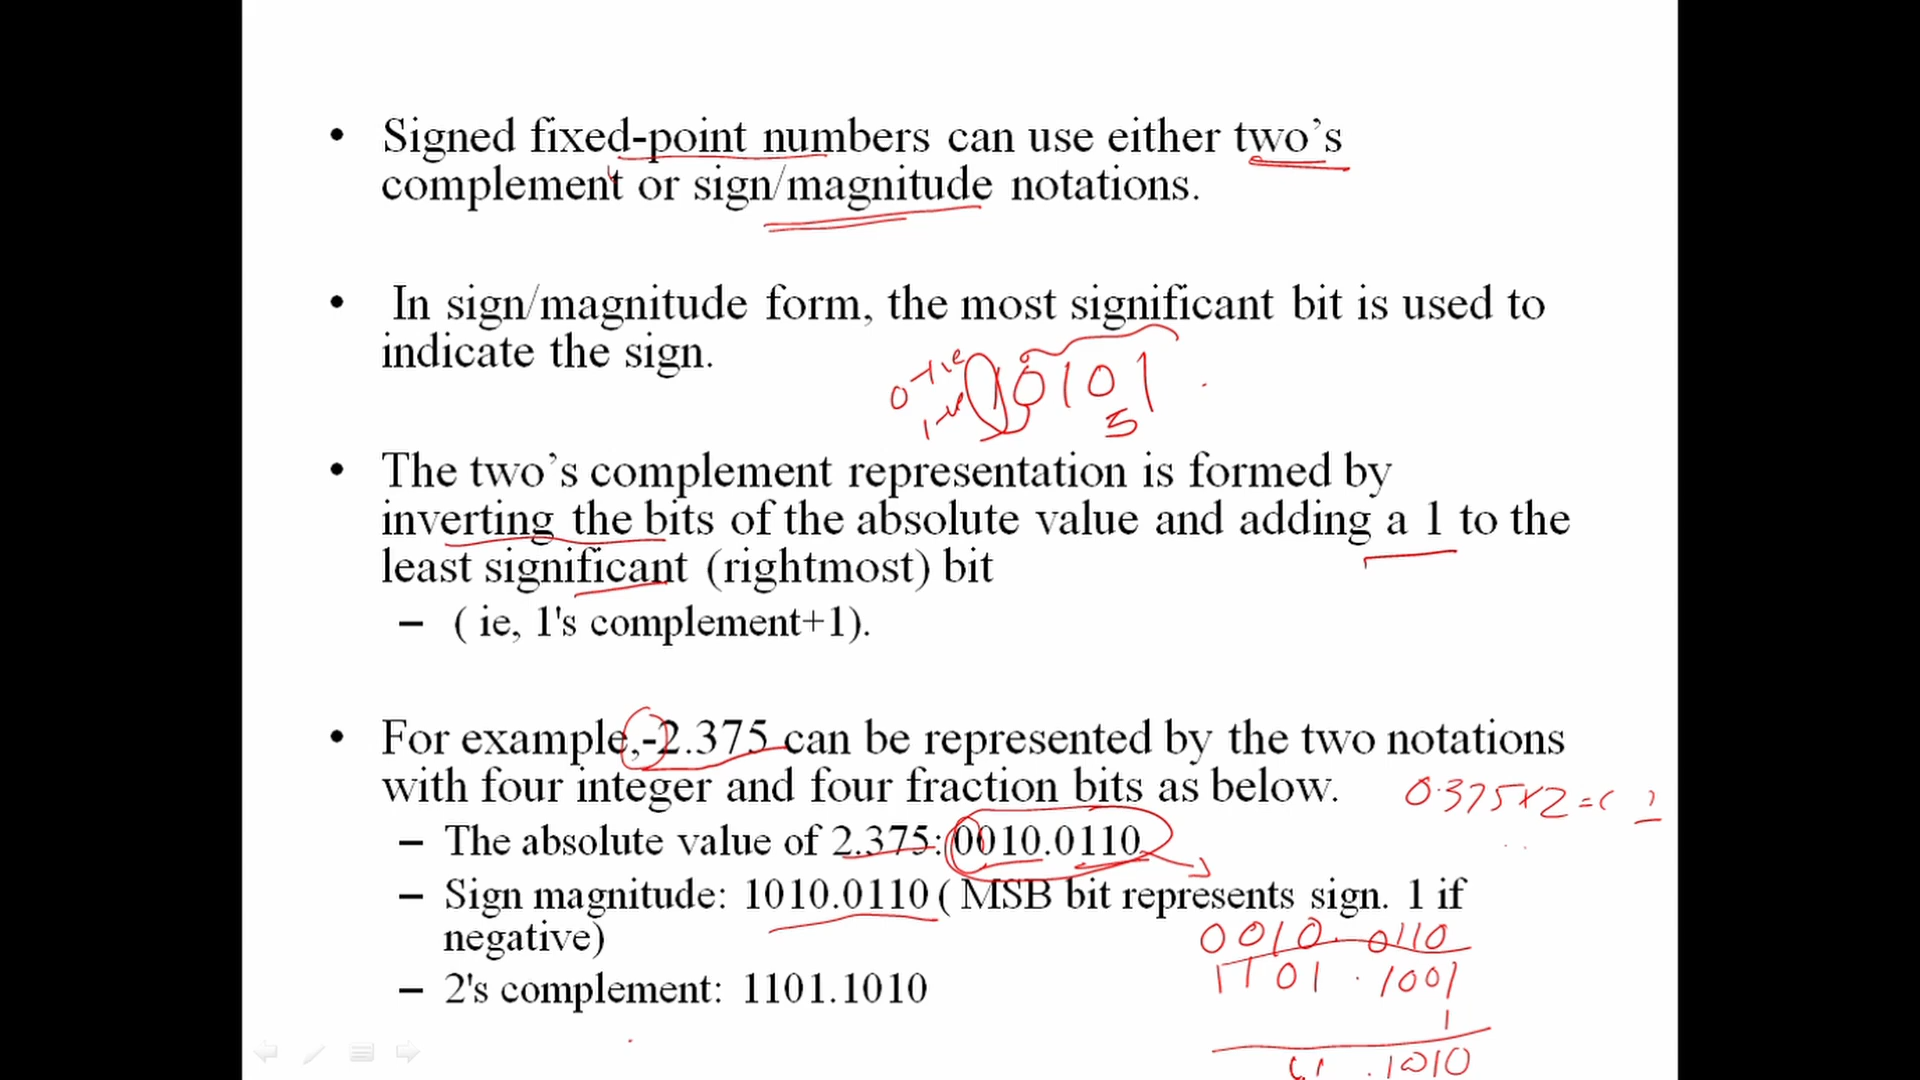 • Signed fixed-point numbers can use either two’s
complement or sign/magnitude notations.
• In sign/magnitude form, the most significant bit is used to
indicate the sign.
0 +ve
1 -ve
10101
5
• The two’s complement representation is formed by
inverting the bits of the absolute value and adding a 1 to the
least significant (rightmost) bit
– ( ie, 1's complement+1).
• For example,-2.375 can be represented by the two notations
with four integer and four fraction bits as below.
0.375×2=
– The absolute value of 2.375:0010.0110
– Sign magnitude: 1010.0110 ( MSB bit represents sign. 1 if
negative)
0010.0110
1101.1001
– 2's complement: 1101.1010
1
.1010